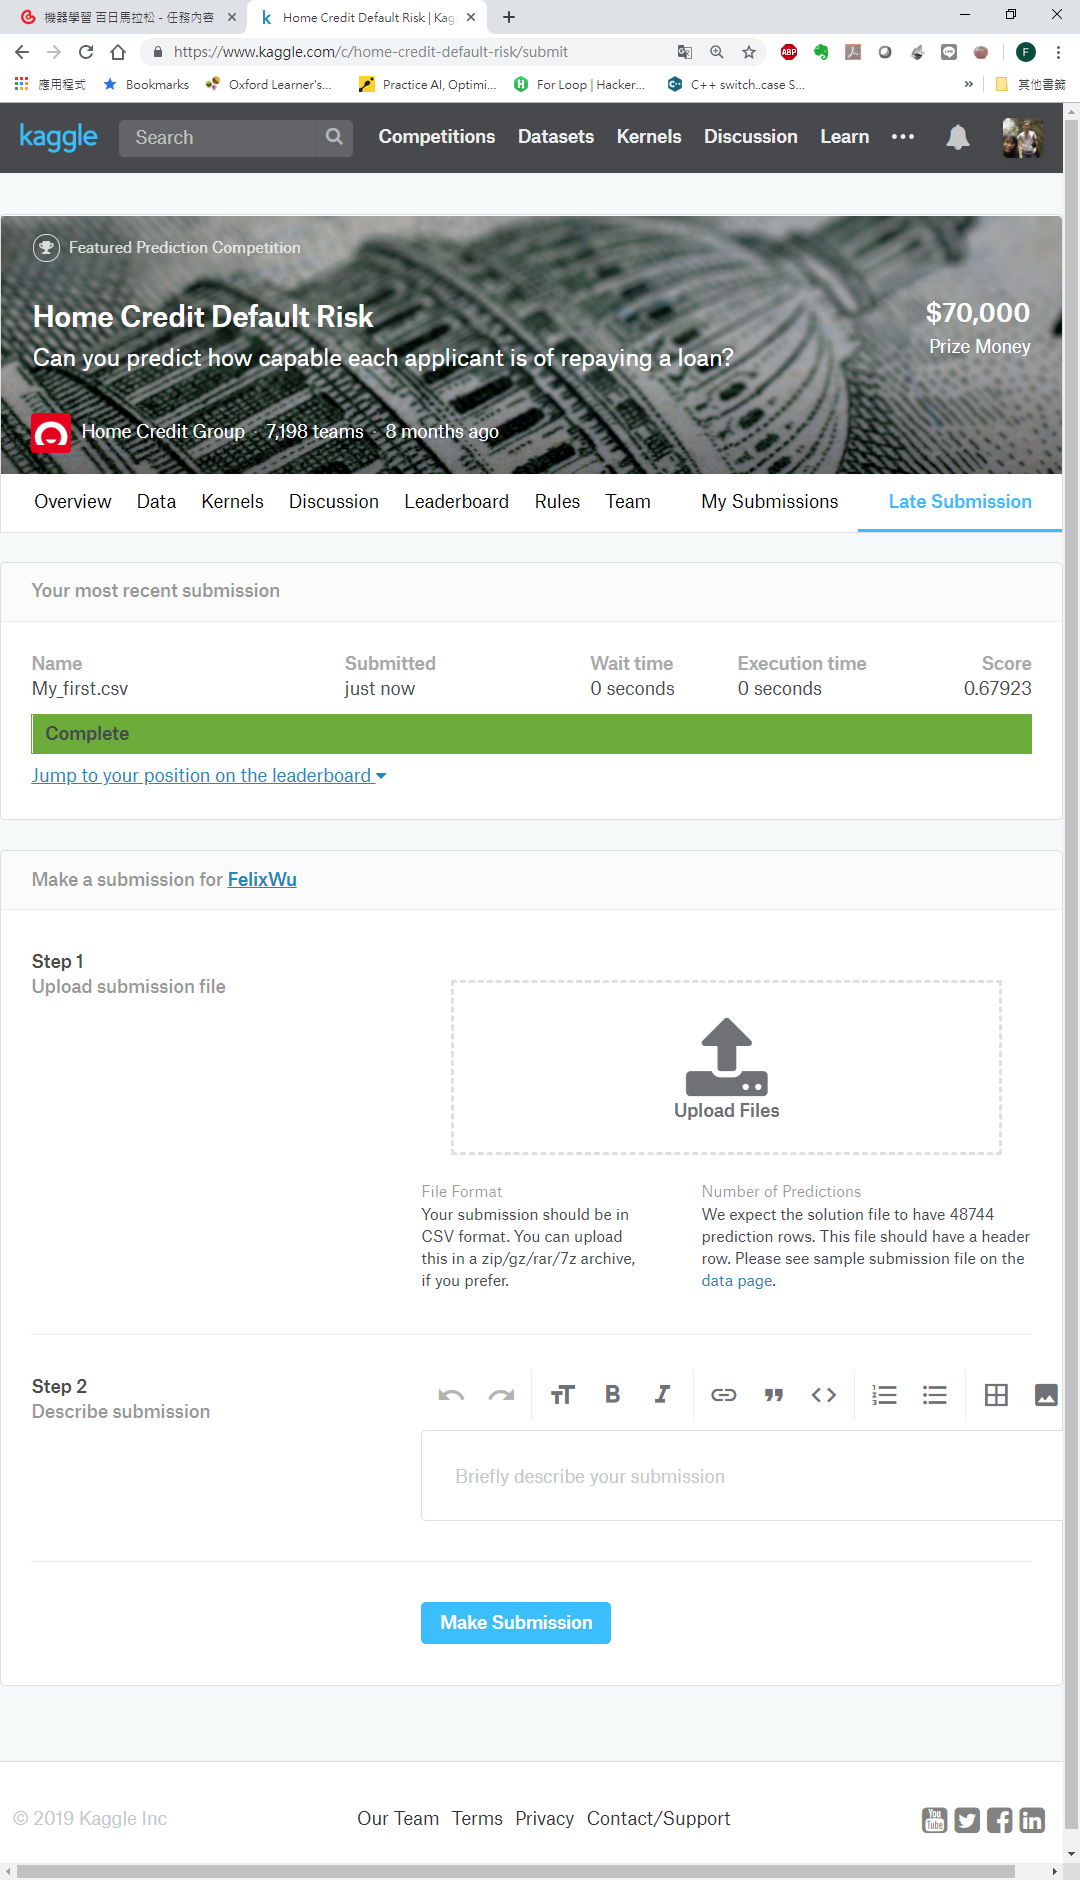 機器學習 百日馬拉松 - 任務內容
Home Credit Default Risk | Kag
https://www.kaggle.com/c/home-credit-default-risk/submit
ABP
F
應用程式
Bookmarks
Oxford Learner's...
Practice AI, Optimi...
For Loop | Hacker...
C++ switch..case S...
»
其他書籤
kaggle
Search
Competitions
Datasets
Kernels
Discussion
Learn
Featured Prediction Competition
Home Credit Default Risk
$70,000
Can you predict how capable each applicant is of repaying a loan?
Prize Money
Home Credit Group · 7,198 teams · 8 months ago
Overview
Data
Kernels
Discussion
Leaderboard
Rules
Team
My Submissions
Late Submission
Your most recent submission
Name
Submitted
Wait time
Execution time
Score
My_first.csv
just now
0 seconds
0 seconds
0.67923
Complete
Jump to your position on the leaderboard
Make a submission for FelixWu
Step 1
Upload submission file
Upload Files
File Format
Your submission should be in
CSV format. You can upload
this in a zip/gz/rar/7z archive,
if you prefer.
Number of Predictions
We expect the solution file to have 48744
prediction rows. This file should have a header
row. Please see sample submission file on the
data page.
Step 2
Describe submission
Briefly describe your submission
Make Submission
© 2019 Kaggle Inc
Our Team
Terms
Privacy
Contact/Support
You
Tube